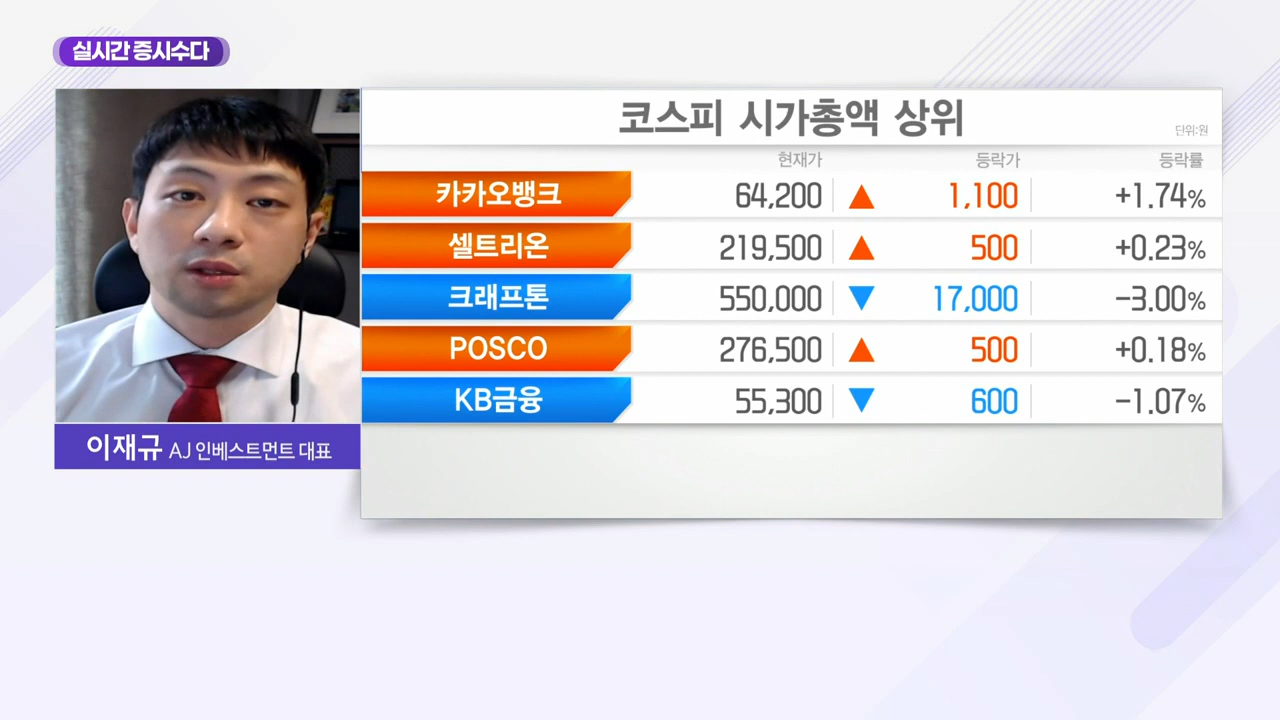 실시간 증시수다
코스피 시가총액 상위
단위:원
현재가 등락가 등락률
카카오뱅크 64,200 ▲ 1,100 +1.74%
셀트리온 219,500 ▲ 500 +0.23%
크래프톤 550,000 ▼ 17,000 -3.00%
POSCO 276,500 ▲ 500 +0.18%
KB금융 55,300 ▼ 600 -1.07%
이재규 AJ 인베스트먼트 대표